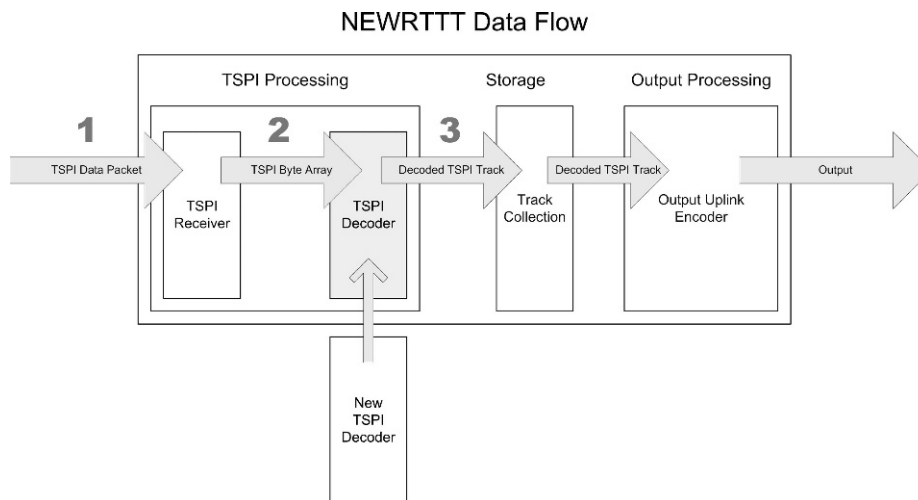 NEWRTTT Data Flow
TSPI Processing
Storage
Output Processing
1
2
3
TSPI Data Packet
TSPI Byte Array
Decoded TSPI Track
Decoded TSPI Track
Output
TSPI
Receiver
TSPI
Decoder
Track
Collection
Output Uplink
Encoder
New
TSPI
Decoder